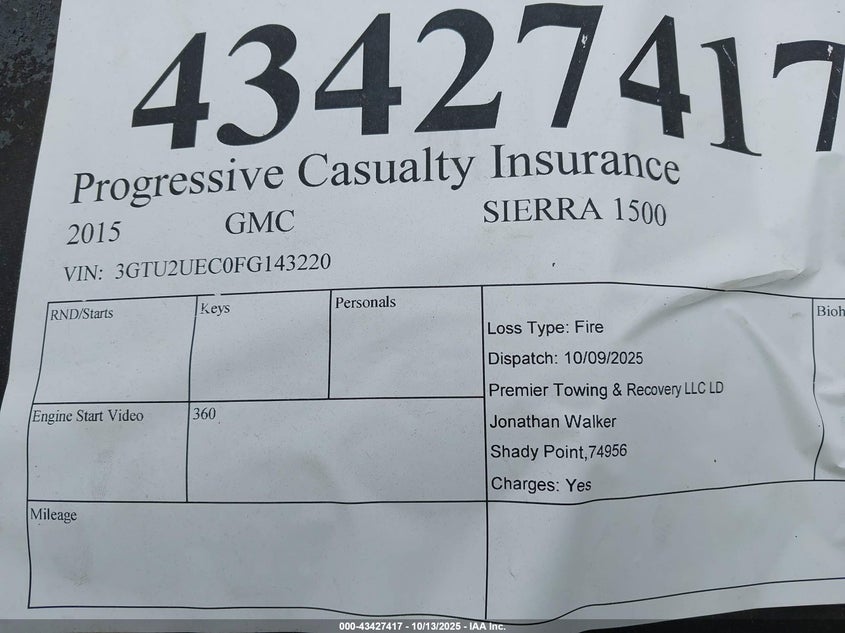 43427417
Progressive Casualty Insurance
2015 GMC SIERRA 1500
VIN: 3GTU2UEC0FG143220
RND/Starts
Keys
Personals
Loss Type: Fire
Dispatch: 10/09/2025
Premier Towing & Recovery LLC LD
Jonathan Walker
Shady Point,74956
Charges: Yes
Bioh
Engine Start Video
360
Mileage
000-43427417 - 10/13/2025 - IAA Inc.